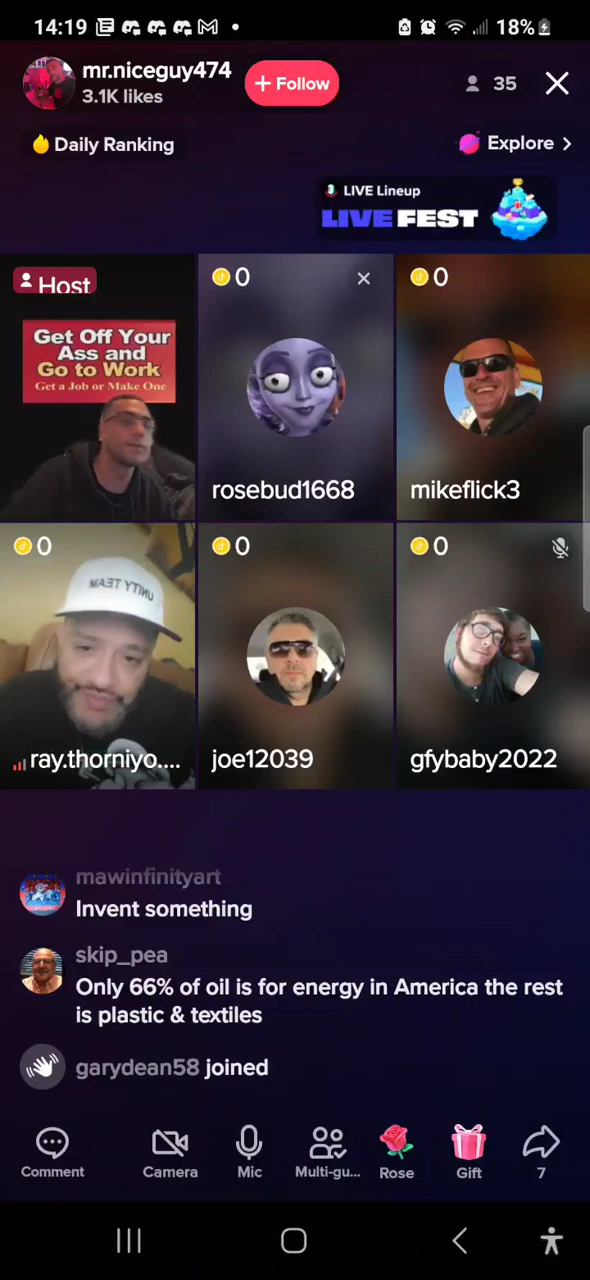 14:19
18%
mr.niceguy474
3.1K likes
+ Follow
35
Daily Ranking
Explore >
LIVE Lineup
LIVE FEST
Host
0
0
Get Off Your
Ass and
Go to Work
Get a Job or Make One
rosebud1668
mikeflick3
0
0
0
UNITY TEAM
ray.thorniyo....
joe12039
gfybaby2022
mawinfinityart
Invent something
skip_pea
Only 66% of oil is for energy in America the rest
is plastic & textiles
garydean58 joined
Comment
Camera
Mic
Multi-gu...
Rose
Gift
7